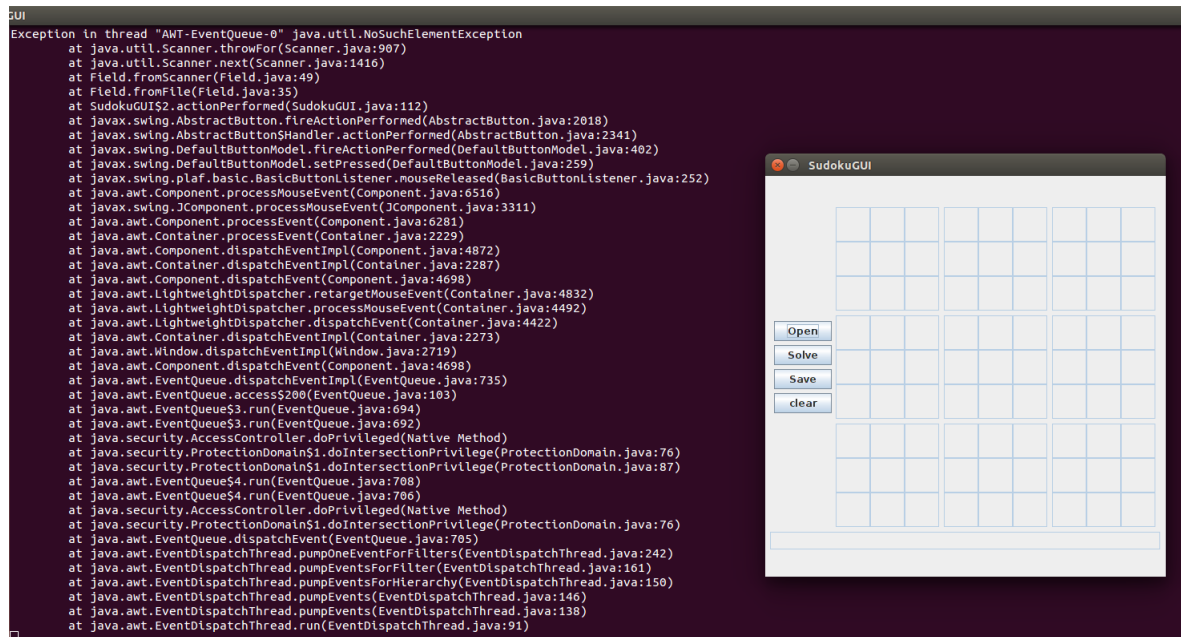 GUI
Exception in thread "AWT-EventQueue-0" java.util.NoSuchElementException
at java.util.Scanner.throwFor(Scanner.java:907)
at java.util.Scanner.next(Scanner.java:1416)
at Field.fromScanner(Field.java:49)
at Field.fromFile(Field.java:35)
at SudokuGUI$2.actionPerformed(SudokuGUI.java:112)
at javax.swing.AbstractButton.fireActionPerformed(AbstractButton.java:2018)
at javax.swing.AbstractButton$Handler.actionPerformed(AbstractButton.java:2341)
at javax.swing.DefaultButtonModel.fireActionPerformed(DefaultButtonModel.java:402)
at javax.swing.DefaultButtonModel.setPressed(DefaultButtonModel.java:259)
at javax.swing.plaf.basic.BasicButtonListener.mouseReleased(BasicButtonListener.java:252)
at java.awt.Component.processMouseEvent(Component.java:6516)
at javax.swing.JComponent.processMouseEvent(JComponent.java:3311)
at java.awt.Component.processEvent(Component.java:6281)
at java.awt.Container.processEvent(Container.java:2229)
at java.awt.Component.dispatchEventImpl(Component.java:4872)
at java.awt.Container.dispatchEventImpl(Container.java:2287)
at java.awt.Component.dispatchEvent(Component.java:4698)
at java.awt.LightweightDispatcher.retargetMouseEvent(Container.java:4832)
at java.awt.LightweightDispatcher.processMouseEvent(Container.java:4492)
at java.awt.LightweightDispatcher.dispatchEvent(Container.java:4422)
at java.awt.Container.dispatchEventImpl(Container.java:2273)
at java.awt.Window.dispatchEventImpl(Window.java:2719)
at java.awt.Component.dispatchEvent(Component.java:4698)
at java.awt.EventQueue.dispatchEventImpl(EventQueue.java:735)
at java.awt.EventQueue.access$200(EventQueue.java:103)
at java.awt.EventQueue$3.run(EventQueue.java:694)
at java.awt.EventQueue$3.run(EventQueue.java:692)
at java.security.AccessController.doPrivileged(Native Method)
at java.security.ProtectionDomain$1.doIntersectionPrivilege(ProtectionDomain.java:76)
at java.security.ProtectionDomain$1.doIntersectionPrivilege(ProtectionDomain.java:87)
at java.awt.EventQueue$4.run(EventQueue.java:708)
at java.awt.EventQueue$4.run(EventQueue.java:706)
at java.security.AccessController.doPrivileged(Native Method)
at java.security.ProtectionDomain$1.doIntersectionPrivilege(ProtectionDomain.java:76)
at java.awt.EventQueue.dispatchEvent(EventQueue.java:705)
at java.awt.EventDispatchThread.pumpOneEventForFilters(EventDispatchThread.java:242)
at java.awt.EventDispatchThread.pumpEventsForFilter(EventDispatchThread.java:161)
at java.awt.EventDispatchThread.pumpEventsForHierarchy(EventDispatchThread.java:150)
at java.awt.EventDispatchThread.pumpEvents(EventDispatchThread.java:146)
at java.awt.EventDispatchThread.pumpEvents(EventDispatchThread.java:138)
at java.awt.EventDispatchThread.run(EventDispatchThread.java:91)
SudokuGUI
Open
Solve
Save
clear